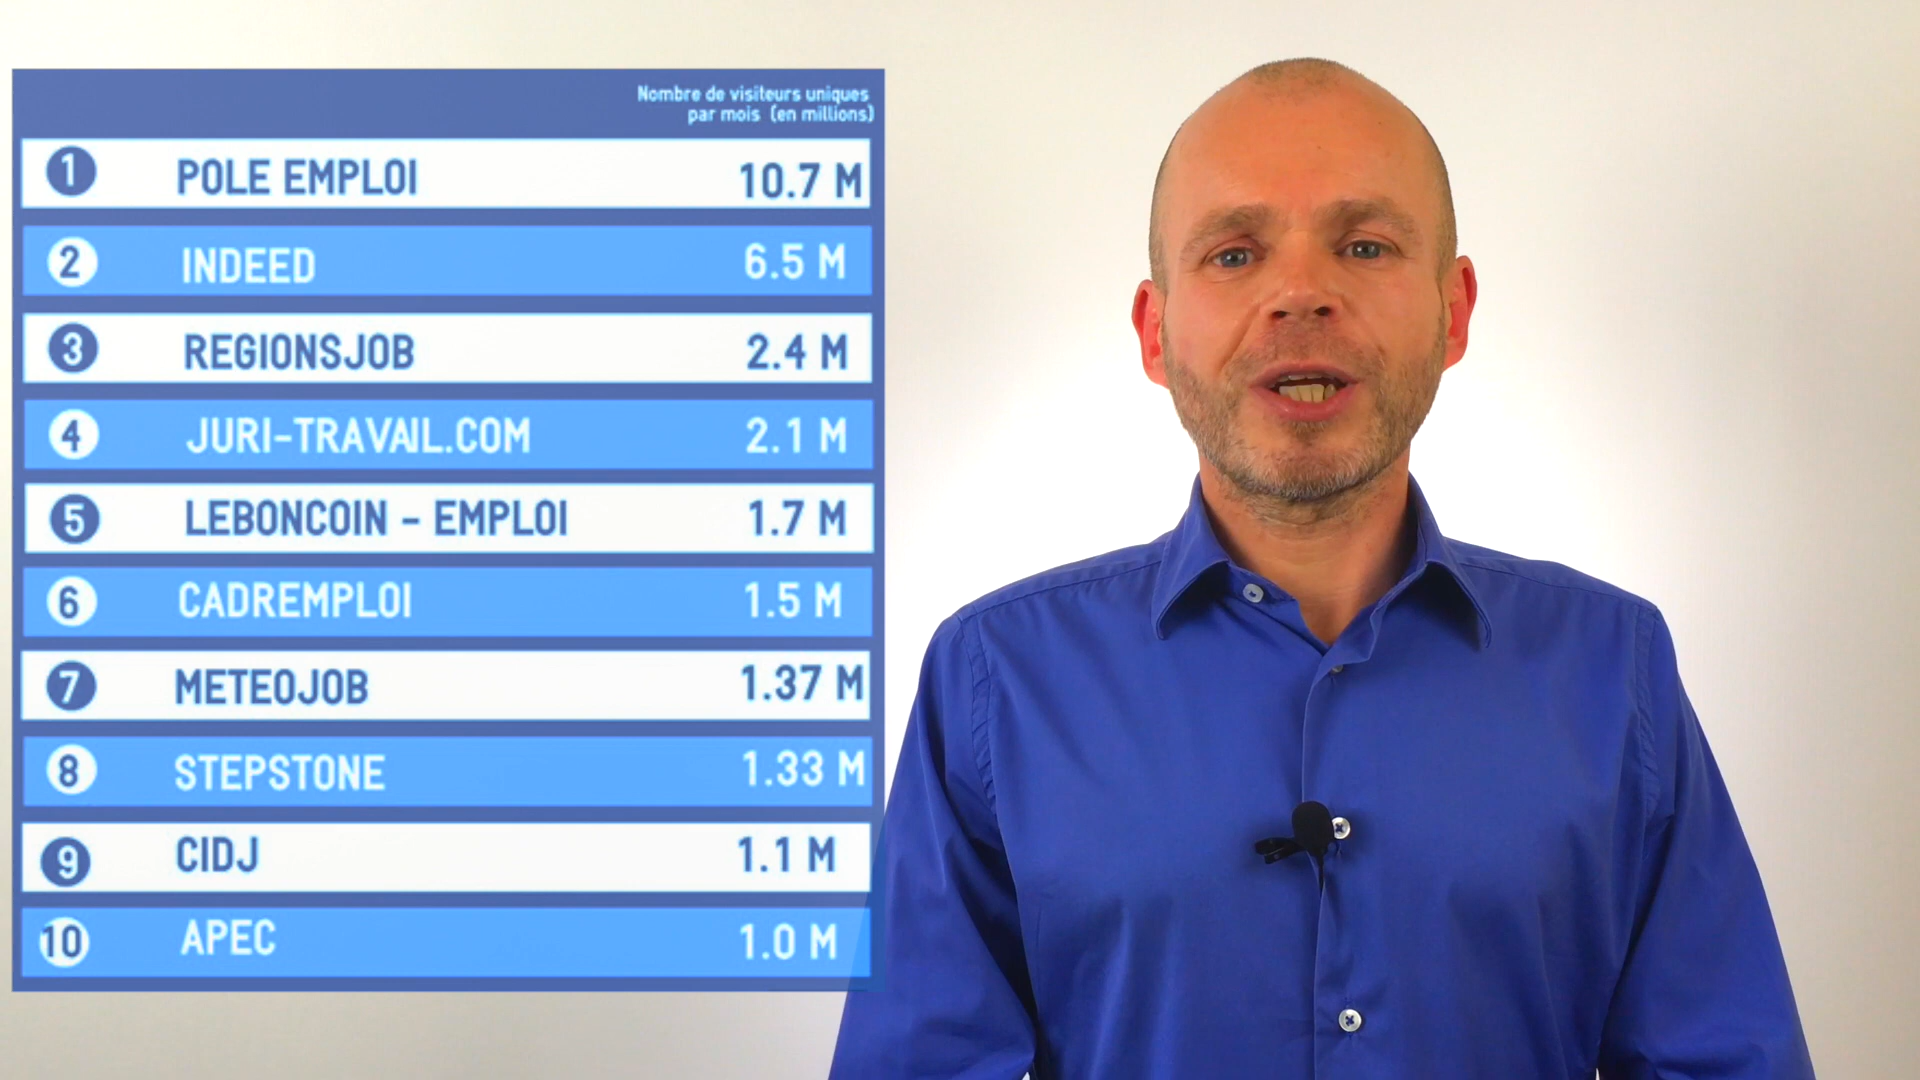 Nombre de visiteurs uniques
par mois (en millions)
1 POLE EMPLOI 10.7 M
2 INDEED 6.5 M
3 REGIONSJOB 2.4 M
4 JURI-TRAVAIL.COM 2.1 M
5 LEBONCOIN - EMPLOI 1.7 M
6 CADREMPLOI 1.5 M
7 METEOJOB 1.37 M
8 STEPSTONE 1.33 M
9 CIDJ 1.1 M
10 APEC 1.0 M